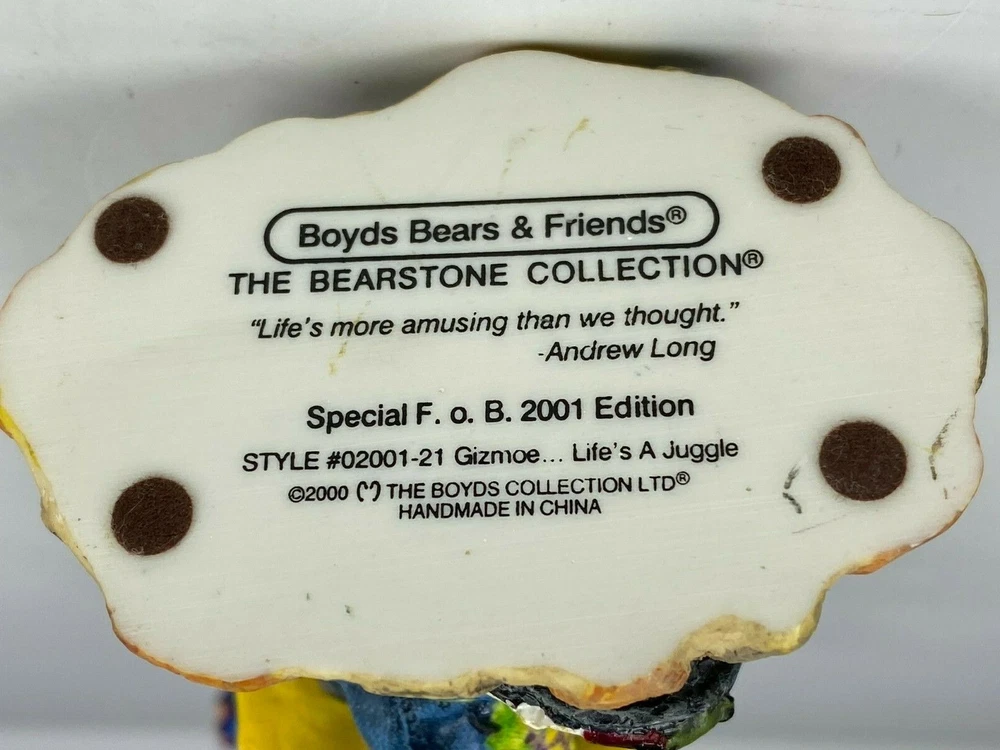 Boyds Bears & Friends®
THE BEARSTONE COLLECTION®
“Life's more amusing than we thought.”
-Andrew Long
Special F. o. B. 2001 Edition
STYLE #02001-21 Gizmoe... Life's A Juggle
©2000 THE BOYDS COLLECTION LTD®
HANDMADE IN CHINA